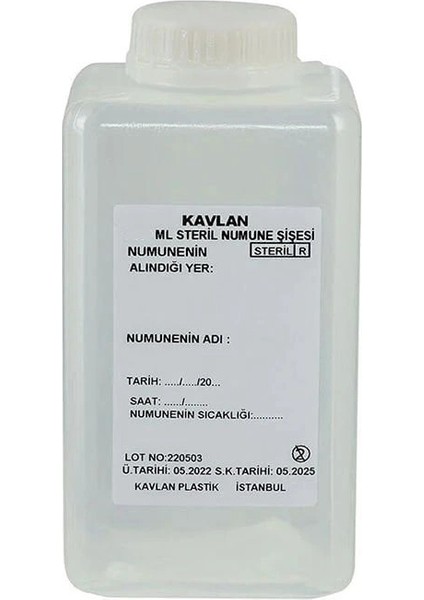 KAVLAN
ML STERİL NUMUNE ŞİŞESİ
NUMUNENİN STERİL R
ALINDIĞI YER:
NUMUNENİN ADI :
TARİH: ...../...../20...
SAAT: ....../........
NUMUNENİN SICAKLIĞI:..........
LOT NO:220503
Ü.TARİHİ: 05.2022 S.K.TARİHİ: 05.2025
KAVLAN PLASTİK İSTANBUL